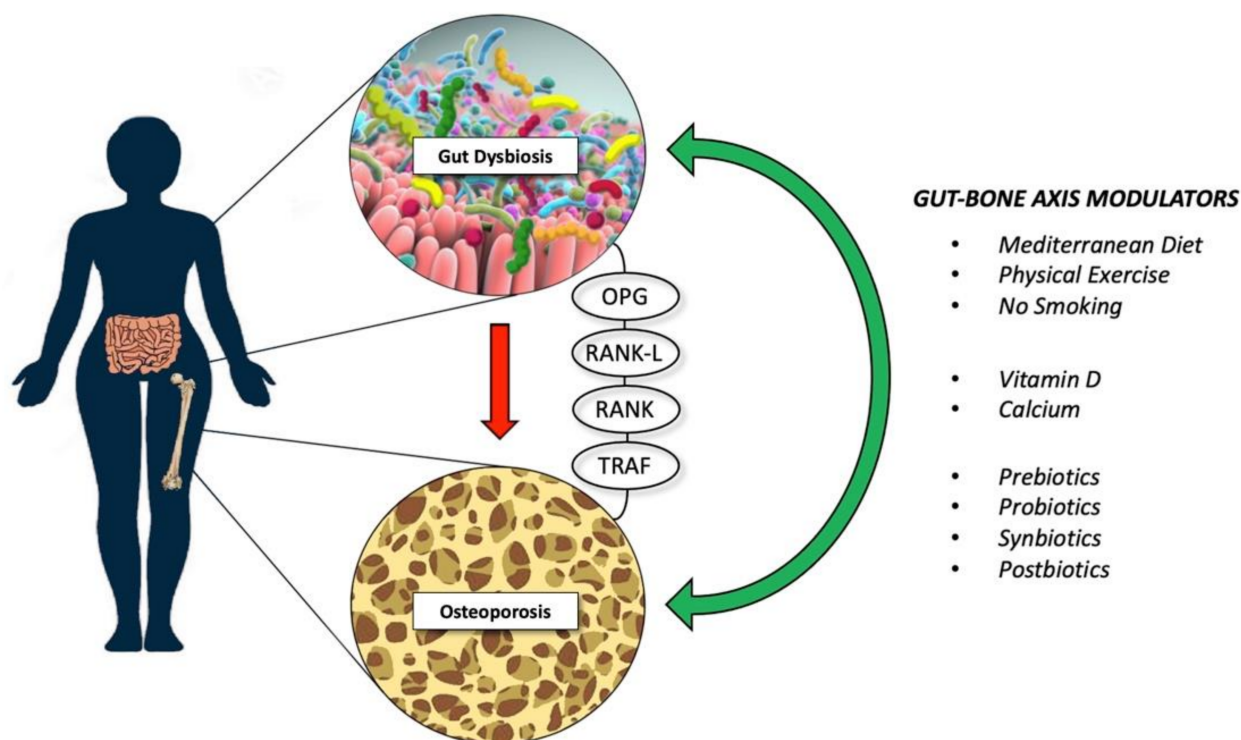 Gut Dysbiosis
OPG
RANK-L
RANK
TRAF
Osteoporosis
GUT-BONE AXIS MODULATORS
• Mediterranean Diet
• Physical Exercise
• No Smoking
• Vitamin D
• Calcium
• Prebiotics
• Probiotics
• Synbiotics
• Postbiotics